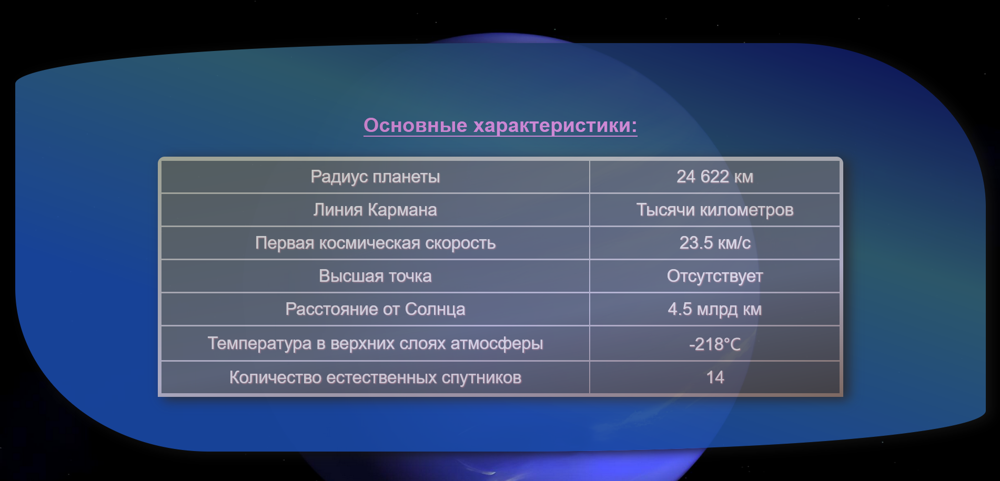 Основные характеристики:
Радиус планеты 24 622 км
Линия Кармана Тысячи километров
Первая космическая скорость 23.5 км/с
Высшая точка Отсутствует
Расстояние от Солнца 4.5 млрд км
Температура в верхних слоях атмосферы -218°C
Количество естественных спутников 14